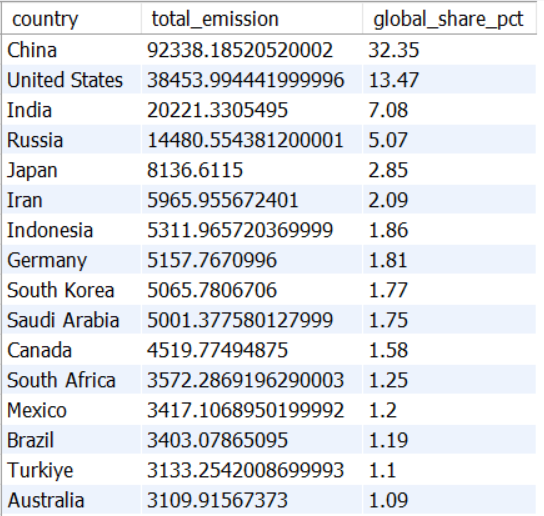 country total_emission global_share_pct
China 92338.18520520002 32.35
United States 38453.994441999996 13.47
India 20221.3305495 7.08
Russia 14480.554381200001 5.07
Japan 8136.6115 2.85
Iran 5965.955672401 2.09
Indonesia 5311.965720369999 1.86
Germany 5157.7670996 1.81
South Korea 5065.7806706 1.77
Saudi Arabia 5001.377580127999 1.75
Canada 4519.77494875 1.58
South Africa 3572.2869196290003 1.25
Mexico 3417.1068950199992 1.2
Brazil 3403.07865095 1.19
Turkiye 3133.2542008699993 1.1
Australia 3109.91567373 1.09